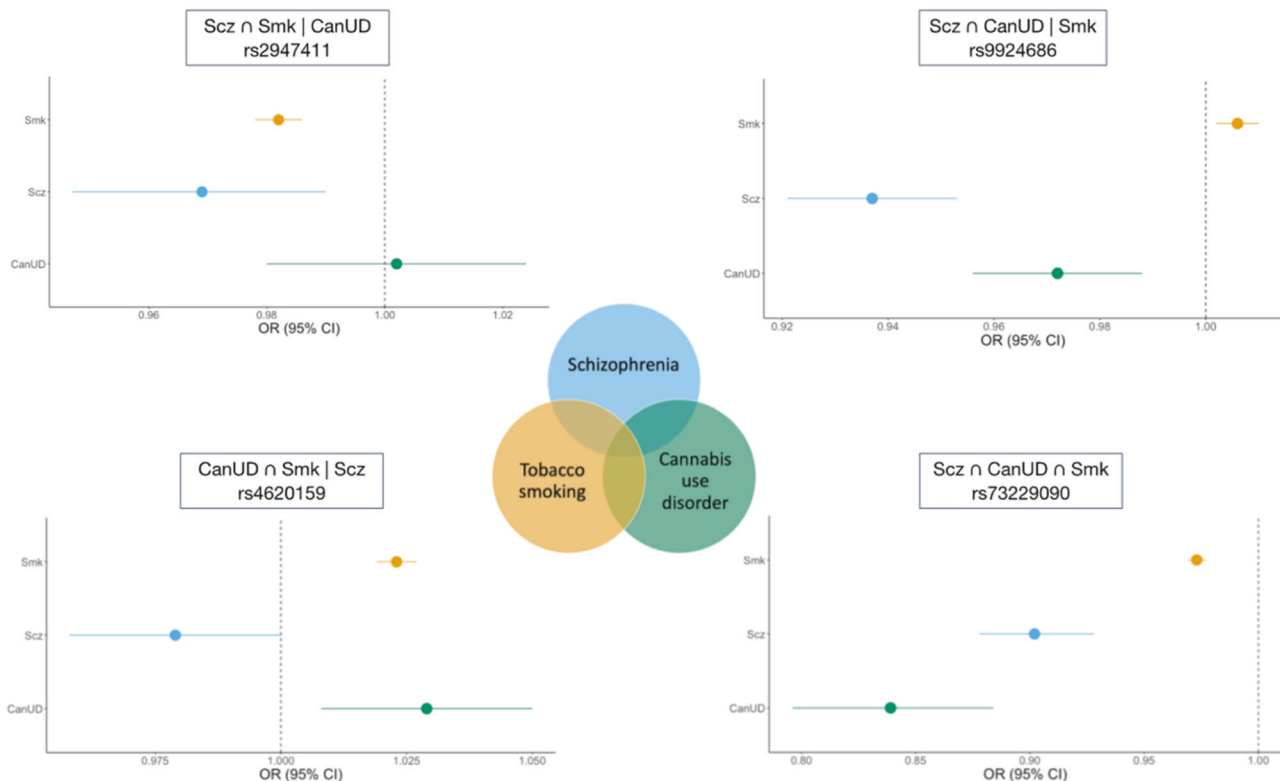 Scz ∩ Smk | CanUD
rs2947411
Smk
Scz
CanUD
0.96 0.98 1.00 1.02
OR (95% CI)
Scz ∩ CanUD | Smk
rs9924686
Smk
Scz
CanUD
0.92 0.94 0.96 0.98 1.00
OR (95% CI)
Schizophrenia
Tobacco
smoking
Cannabis
use
disorder
CanUD ∩ Smk | Scz
rs4620159
Smk
Scz
CanUD
0.975 1.000 1.025 1.050
OR (95% CI)
Scz ∩ CanUD ∩ Smk
rs73229090
Smk
Scz
CanUD
0.80 0.85 0.90 0.95 1.00
OR (95% CI)